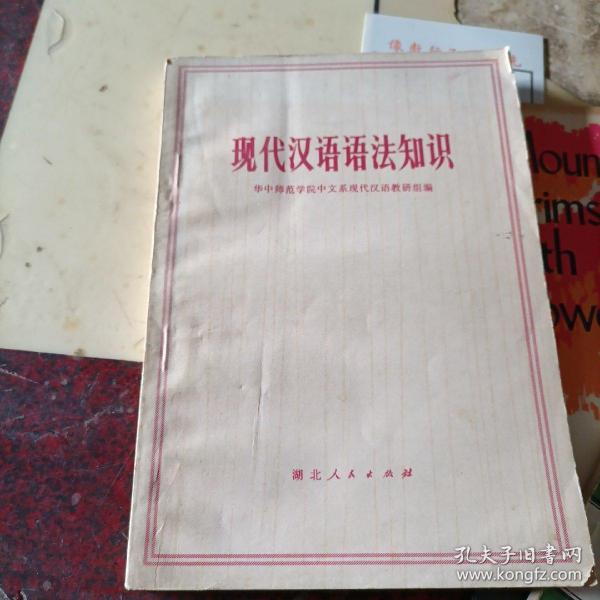 现代汉语语法知识
华中师范学院中文系现代汉语教研组编
湖北人民出版社
孔夫子旧书网
www.kongfz.com